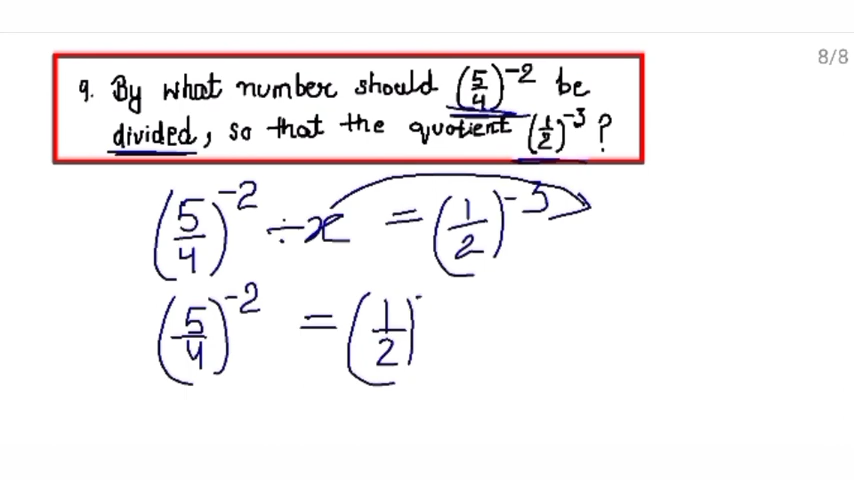 8/8
9. By what number should (5/4)^-2 be
divided, so that the quotient (1/2)^-3 ?
(5/4)^-2 ÷ x = (1/2)^-3
(5/4)^-2 = (1/2)^-